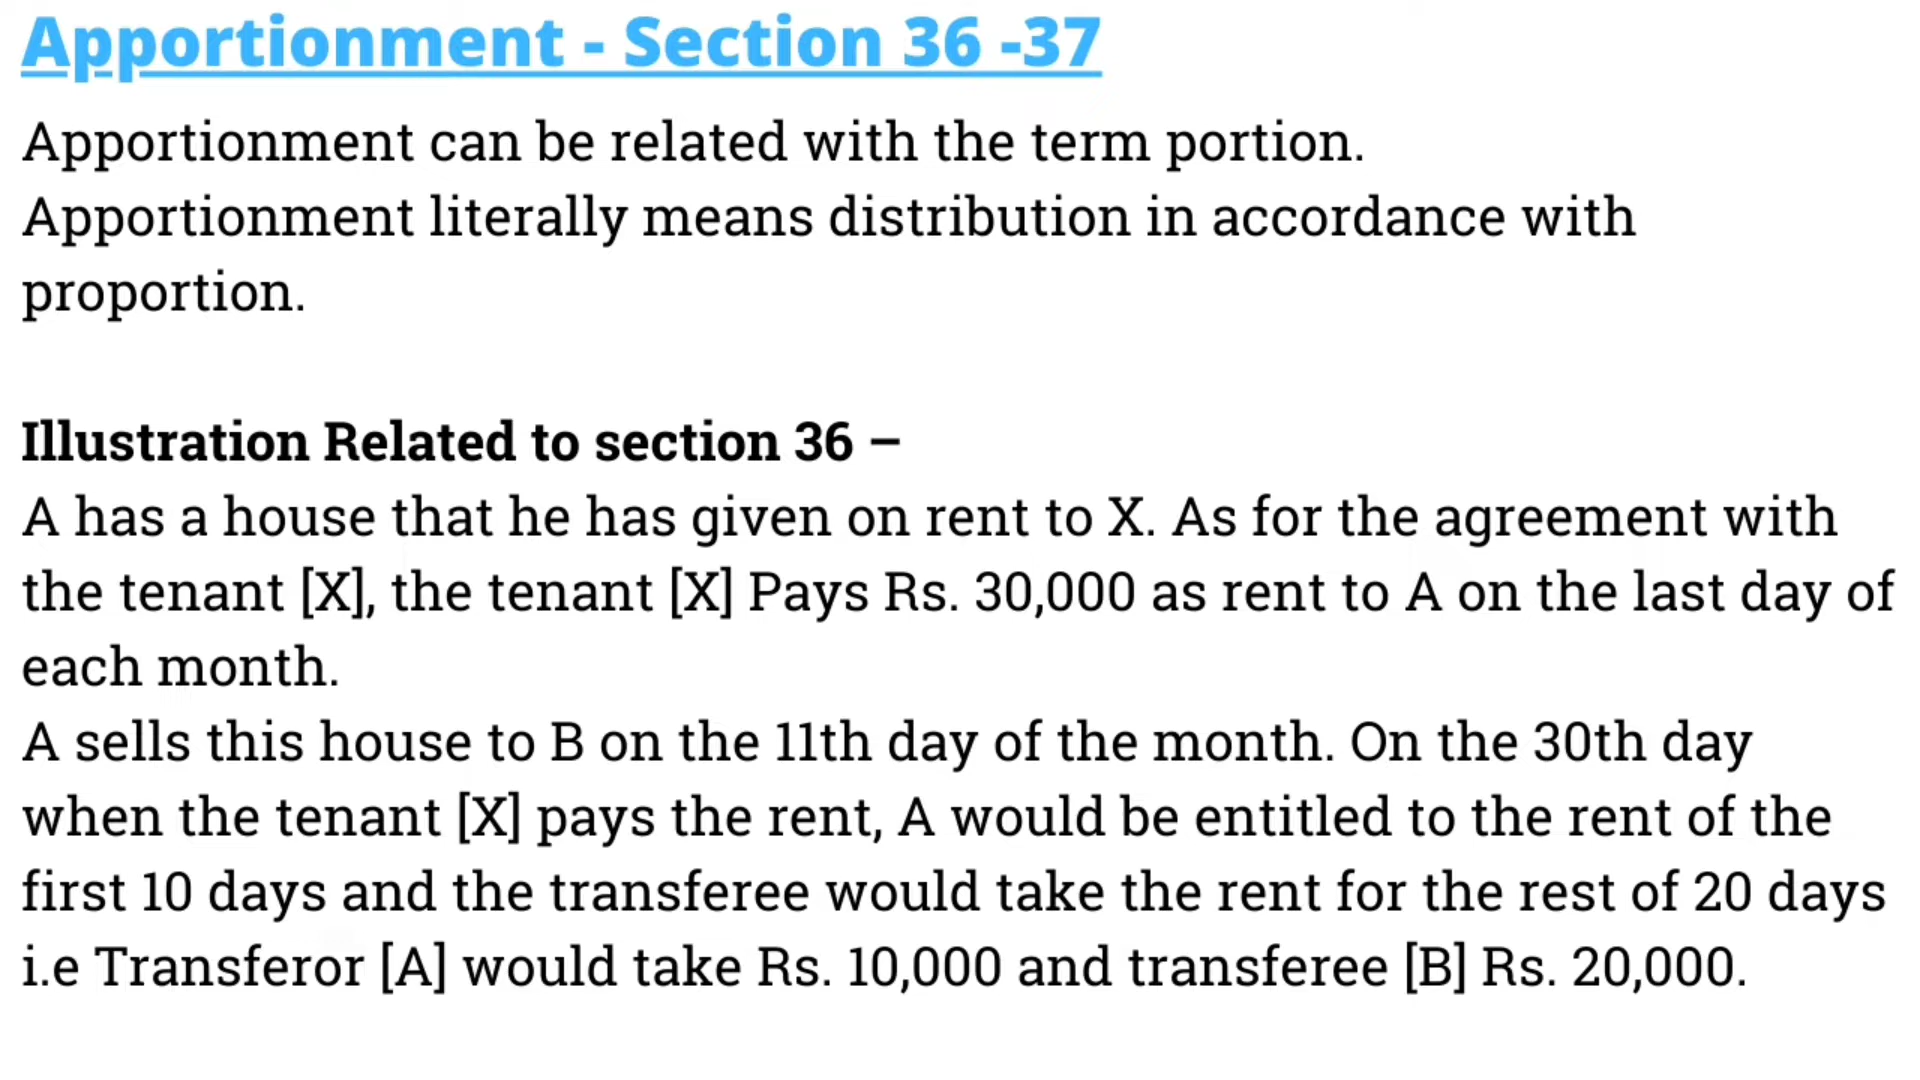 Apportionment - Section 36 -37
Apportionment can be related with the term portion.
Apportionment literally means distribution in accordance with
proportion.
Illustration Related to section 36 –
A has a house that he has given on rent to X. As for the agreement with
the tenant [X], the tenant [X] Pays Rs. 30,000 as rent to A on the last day of
each month.
A sells this house to B on the 11th day of the month. On the 30th day
when the tenant [X] pays the rent, A would be entitled to the rent of the
first 10 days and the transferee would take the rent for the rest of 20 days
i.e Transferor [A] would take Rs. 10,000 and transferee [B] Rs. 20,000.